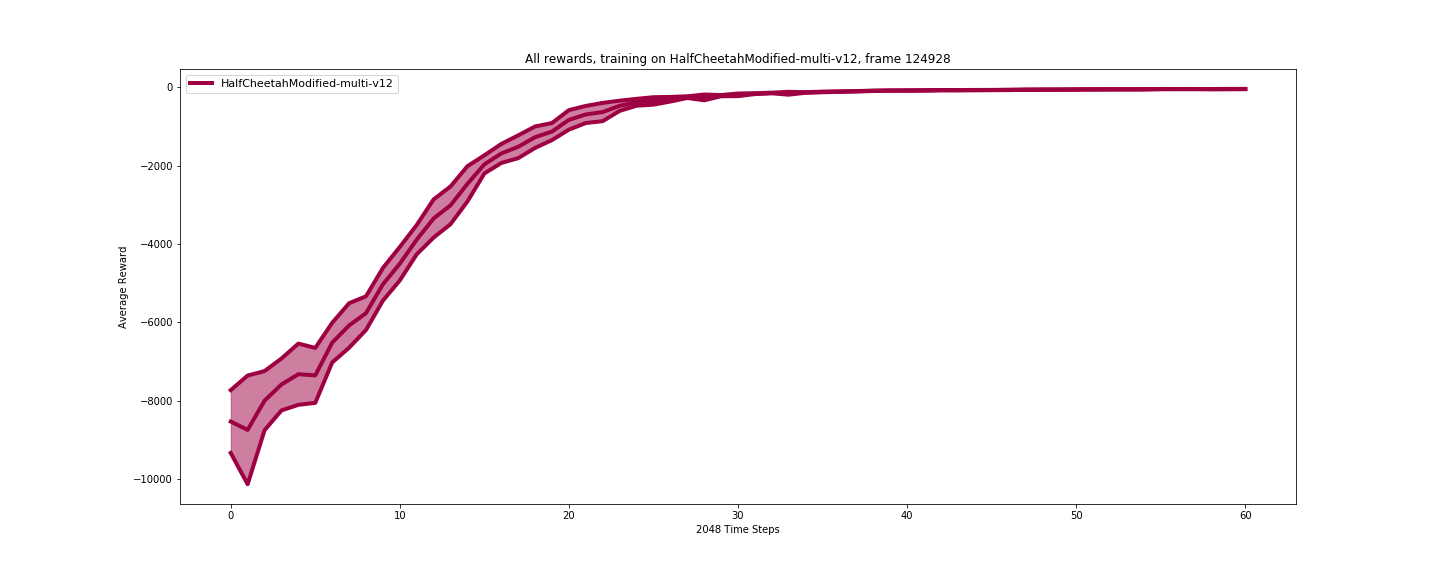 All rewards, training on HalfCheetahModified-multi-v12, frame 124928
HalfCheetahModified-multi-v12
0
−2000
−4000
−6000
−8000
−10000
Average Reward
0 10 20 30 40 50 60
2048 Time Steps